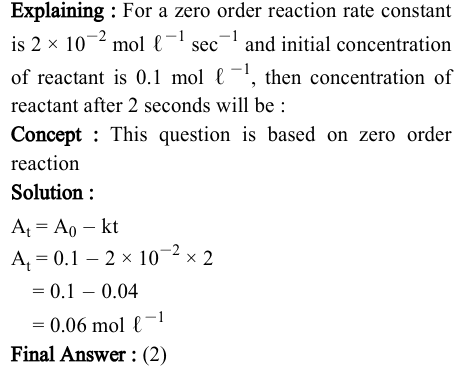 Explaining : For a zero order reaction rate constant
is 2 × 10⁻² mol ℓ⁻¹ sec⁻¹ and initial concentration
of reactant is 0.1 mol ℓ⁻¹, then concentration of
reactant after 2 seconds will be :
Concept : This question is based on zero order
reaction
Solution :
Aₜ = A₀ – kt
Aₜ = 0.1 – 2 × 10⁻² × 2
= 0.1 – 0.04
= 0.06 mol ℓ⁻¹
Final Answer : (2)